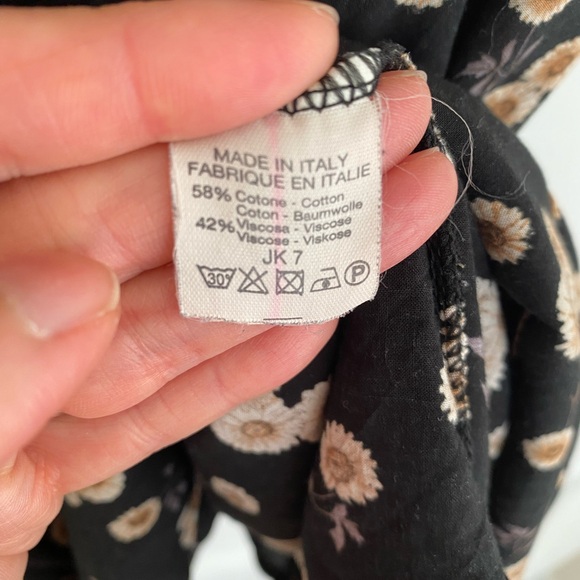 MADE IN ITALY
FABRIQUE EN ITALIE
58% Cotone - Cotton
Coton - Baumwolle
42% Viscosa - Viscose
Viscose - Viskose
JK 7
30° P